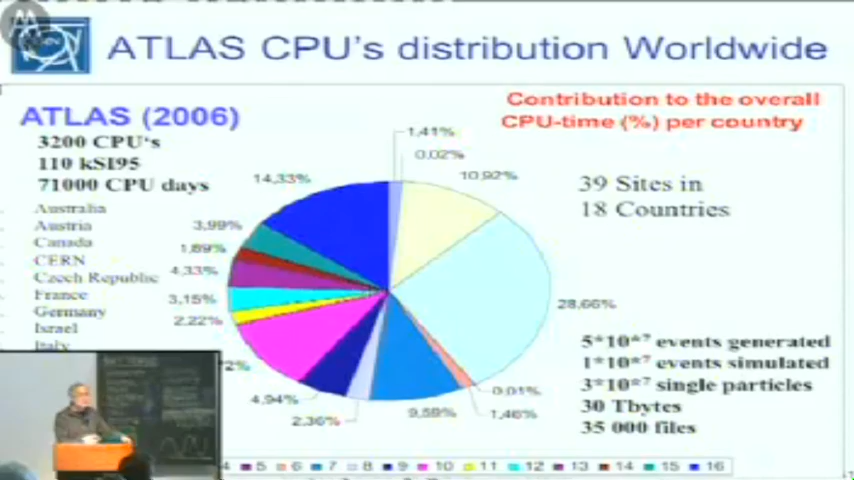 ATLAS CPU's distribution Worldwide
ATLAS (2006)
3200 CPU's
110 kSI95
71000 CPU days
Contribution to the overall
CPU-time (%) per country
39 Sites in
18 Countries
Australia
Austria
Canada
CERN
Czech Republic
France
Germany
Israel
Italy
1,41%
0,02%
10,92%
28,66%
0,01%
1,46%
9,59%
2,36%
4,94%
2,22%
3,15%
4,33%
1,89%
3,99%
14,33%
5*10*⁷ events generated
1*10*⁷ events simulated
3*10*⁷ single particles
30 Tbytes
35 000 files
4 5 6 7 8 9 10 11 12 13 14 15 16